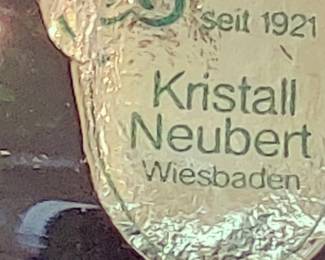 seit 1921
Kristall
Neubert
Wiesbaden